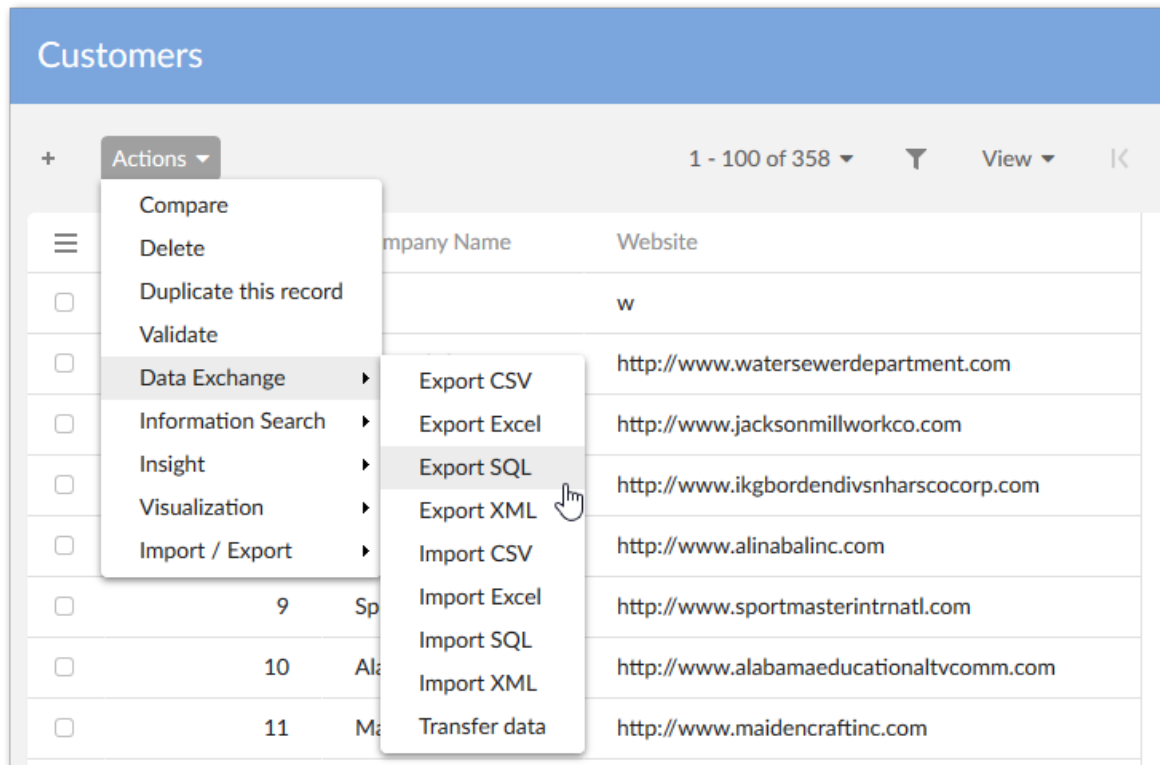 Customers
+ Actions 1 - 100 of 358 View
Compare
Delete
Duplicate this record
Validate
Data Exchange
Information Search
Insight
Visualization
Import / Export
Export CSV
Export Excel
Export SQL
Export XML
Import CSV
Import Excel
Import SQL
Import XML
Transfer data
mpany Name Website
w
http://www.watersewerdepartment.com
http://www.jacksonmillworkco.com
http://www.ikgbordendivsnharscocorp.com
http://www.alinabalinc.com
9 Sp http://www.sportmasterintrnatl.com
10 Ala http://www.alabamaeducationaltvcomm.com
11 Ma http://www.maidencraftinc.com